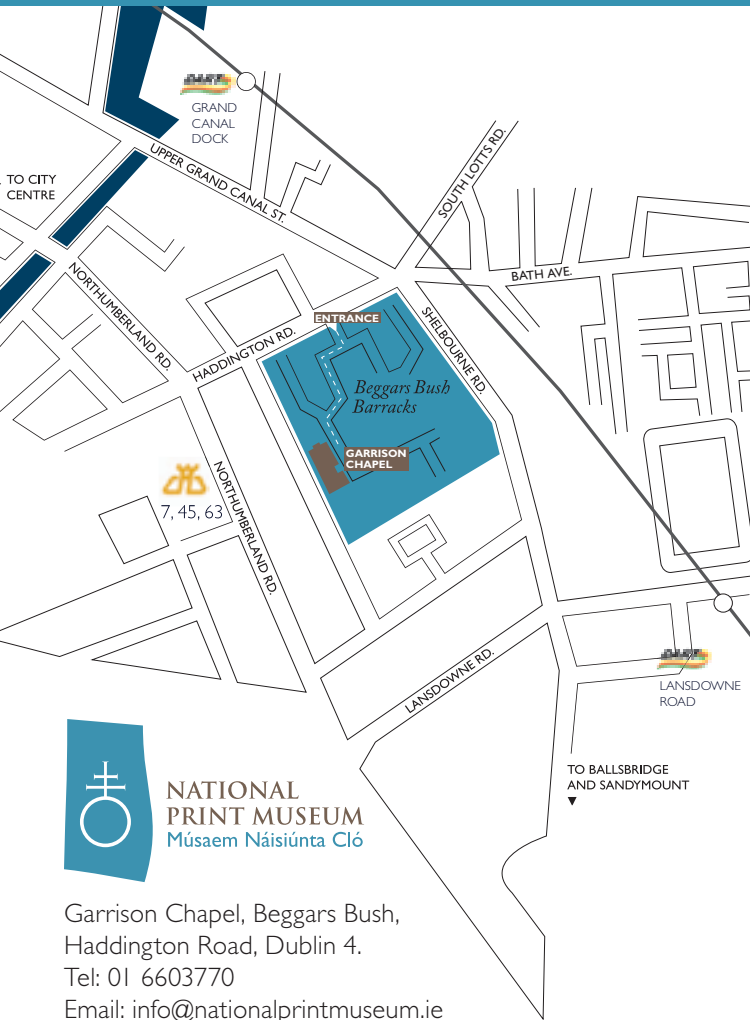 DART
GRAND
CANAL
DOCK
TO CITY
CENTRE
UPPER GRAND CANAL ST.
SOUTH LOTTS RD.
BATH AVE.
NORTHUMBERLAND RD.
HADDINGTON RD.
ENTRANCE
SHELBOURNE RD.
Beggars Bush
Barracks
GARRISON
CHAPEL
7, 45, 63
NORTHUMBERLAND RD.
LANSDOWNE RD.
DART
LANSDOWNE
ROAD
TO BALLSBRIDGE
AND SANDYMOUNT
NATIONAL
PRINT MUSEUM
Músaem Náisiúnta Cló
Garrison Chapel, Beggars Bush,
Haddington Road, Dublin 4.
Tel: 01 6603770
Email: info@nationalprintmuseum.ie